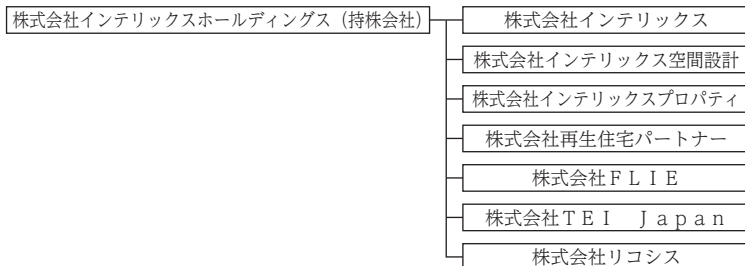 株式会社インテリックスホールディングス（持株会社）
株式会社インテリックス
株式会社インテリックス空間設計
株式会社インテリックスプロパティ
株式会社再生住宅パートナー
株式会社ＦＬＩＥ
株式会社ＴＥＩ　Ｊａｐａｎ
株式会社リコシス